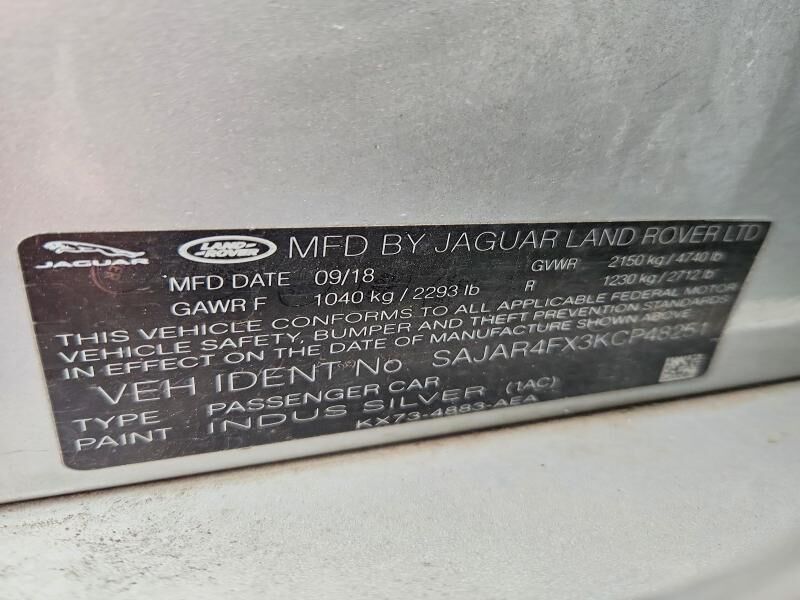 JAGUAR LAND ROVER MFD BY JAGUAR LAND ROVER LTD
MFD DATE 09/18 GVWR 2150 kg / 4740 lb
GAWR F 1040 kg / 2293 lb R 1230 kg / 2712 lb
THIS VEHICLE CONFORMS TO ALL APPLICABLE FEDERAL MOTOR
VEHICLE SAFETY, BUMPER AND THEFT PREVENTION STANDARDS
IN EFFECT ON THE DATE OF MANUFACTURE SHOWN ABOVE
VEH IDENT No SAJAR4FX3KCP48251
TYPE PASSENGER CAR
PAINT INDUS SILVER (1AC)
KX73-4883-AEA